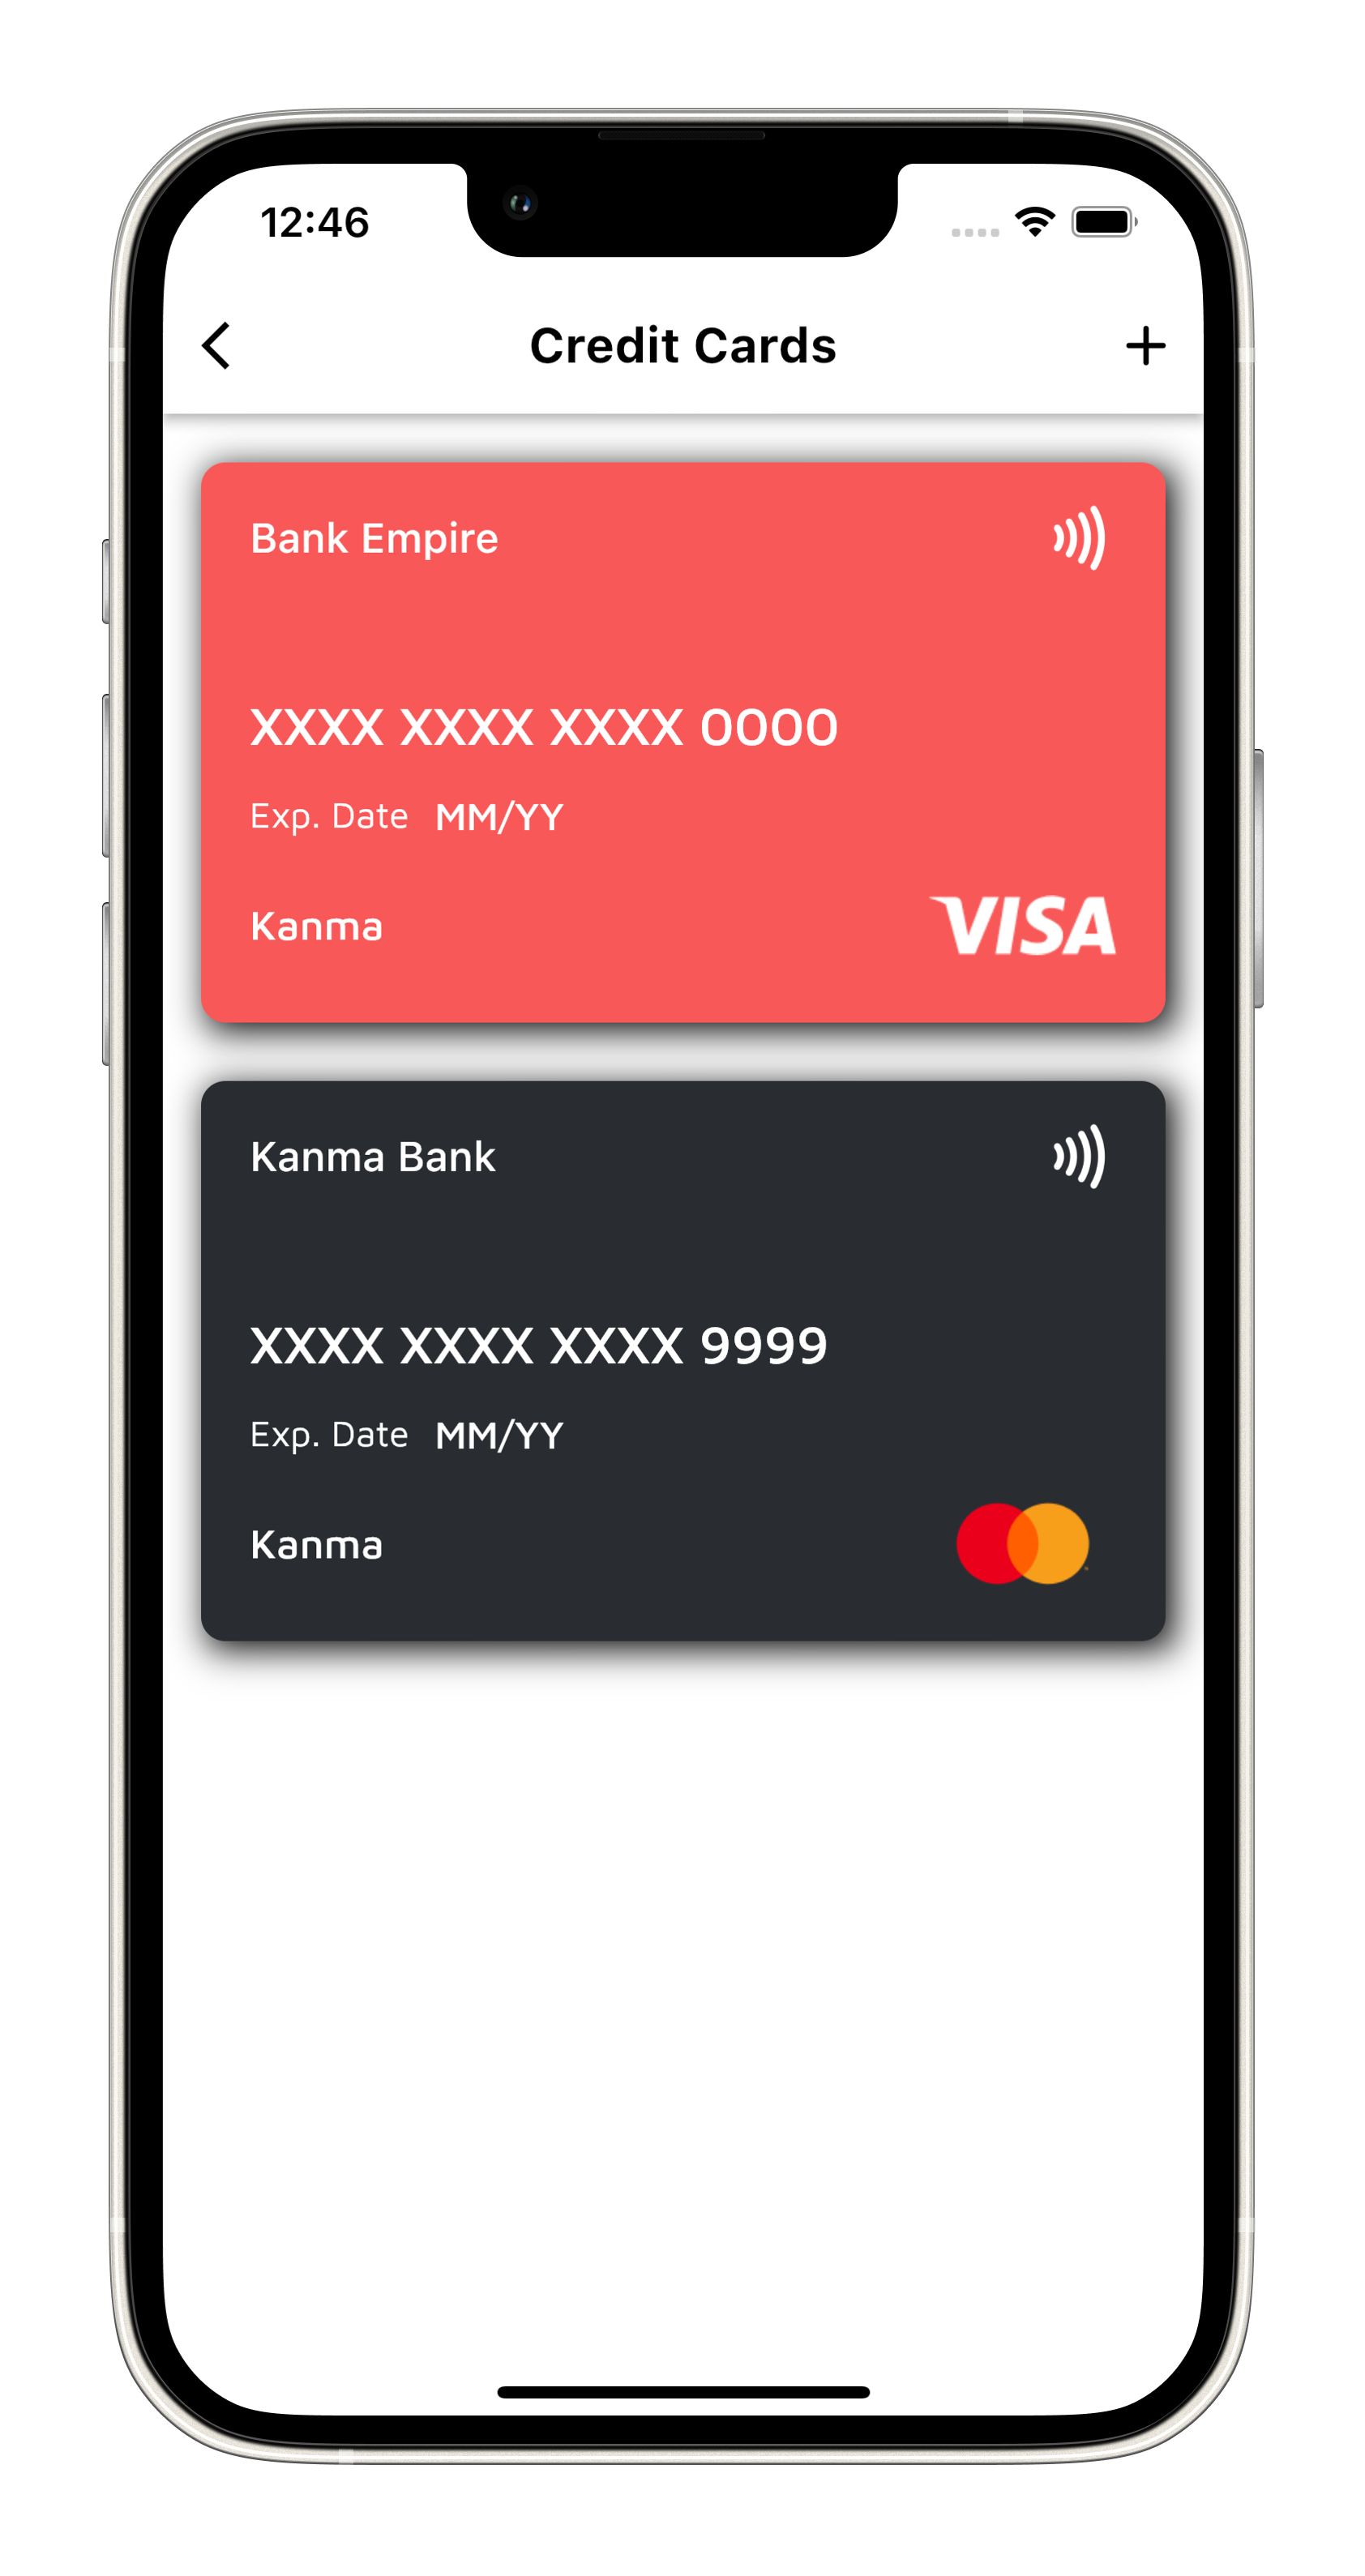 12:46
Credit Cards
Bank Empire
XXXX XXXX XXXX 0000
Exp. Date MM/YY
Kanma
VISA
Kanma Bank
XXXX XXXX XXXX 9999
Exp. Date MM/YY
Kanma